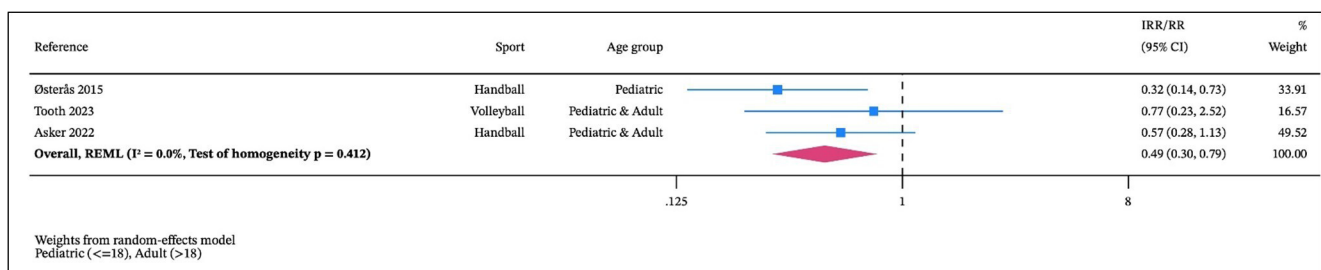 IRR/RR %
Reference Sport Age group (95% CI) Weight
Østerås 2015 Handball Pediatric 0.32 (0.14, 0.73) 33.91
Tooth 2023 Volleyball Pediatric & Adult 0.77 (0.23, 2.52) 16.57
Asker 2022 Handball Pediatric & Adult 0.57 (0.28, 1.13) 49.52
Overall, REML (I² = 0.0%, Test of homogeneity p = 0.412) 0.49 (0.30, 0.79) 100.00
.125 1 8
Weights from random-effects model
Pediatric (<=18), Adult (>18)